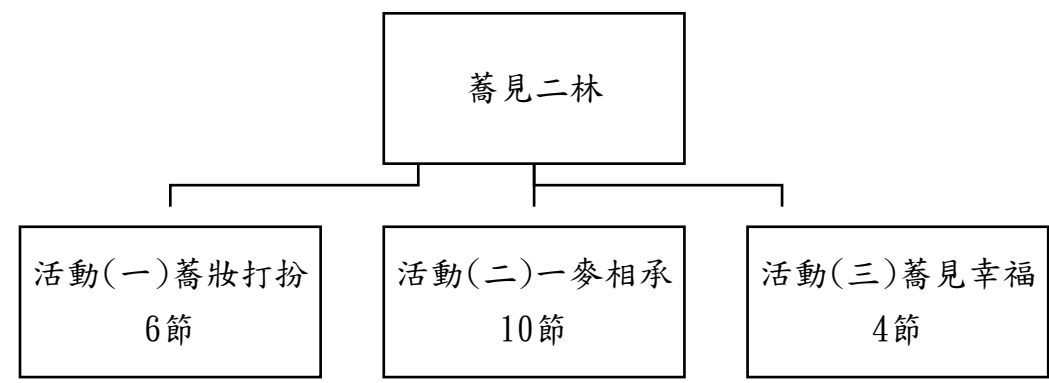 蕎見二林
活動(一)蕎妝打扮
6節
活動(二)一麥相承
10節
活動(三)蕎見幸福
4節